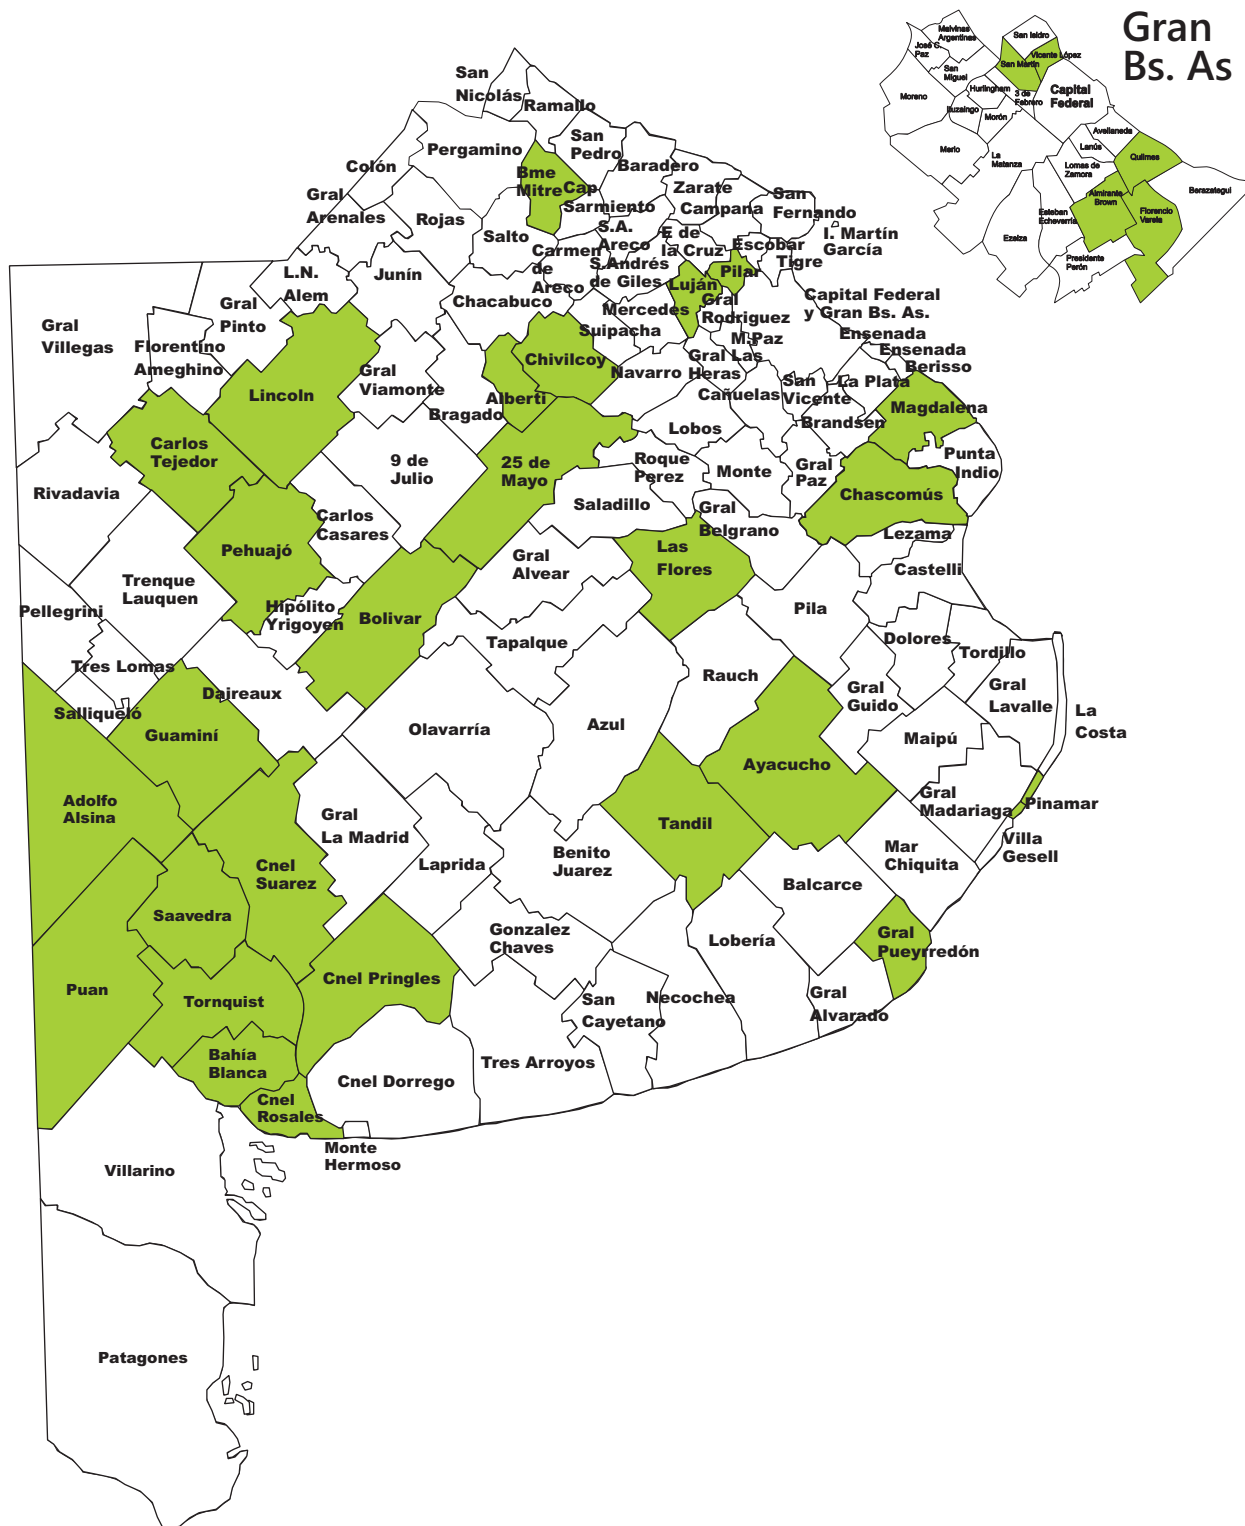 Gran
Bs. As
Malvinas
Argentinas
San Isidro
José C.
Paz
Vicente López
San Martín
San
Miguel
Hurlingham
Moreno
3 de
Febrero
Capital
Federal
Ituzaingo
Morón
Avellaneda
Lanús
Merlo
La
Matanza
Lomas de
Zamora
Quilmes
Almirante
Brown
Berazategui
Esteban
Echeverría
Florencio
Varela
Ezeiza
Presidente
Perón
San
Nicolás
Ramallo
San
Pedro
Pergamino
Baradero
Colón
Bme
Mitre
Cap
Sarmiento
Zarate
Campana
San
Fernando
Gral
Arenales
Rojas
Salto
S.A.
Areco
E de
la Cruz
I. Martín
García
Carmen
de
Areco
Escobar
Tigre
L.N.
Alem
Junín
S.Andrés
de Giles
Luján
Pilar
Gral
Pinto
Chacabuco
Mercedes
Gral
Rodriguez
Capital Federal
y Gran Bs. As.
Gral
Villegas
Suipacha
M.Paz
Ensenada
Florentino
Ameghino
Chivilcoy
Gral Las
Heras
Ensenada
Berisso
Navarro
Lincoln
Gral
Viamonte
Alberti
Cañuelas
San
Vicente
La Plata
Bragado
Magdalena
Brandsen
Lobos
Carlos
Tejedor
9 de
Julio
25 de
Mayo
Roque
Perez
Monte
Gral
Paz
Punta
Indio
Rivadavia
Saladillo
Chascomús
Carlos
Casares
Gral
Belgrano
Pehuajó
Las
Flores
Lezama
Gral
Alvear
Castelli
Trenque
Lauquen
Pellegrini
Hipólito
Yrigoyen
Bolivar
Pila
Tapalque
Dolores
Tordillo
Tres Lomas
Rauch
Gral
Guido
Gral
Lavalle
Daireaux
Salliqueló
La
Costa
Guaminí
Olavarría
Azul
Maipú
Ayacucho
Adolfo
Alsina
Gral
Madariaga
Pinamar
Gral
La Madrid
Tandil
Villa
Gesell
Cnel
Suarez
Laprida
Benito
Juarez
Mar
Chiquita
Balcarce
Saavedra
Gonzalez
Chaves
Lobería
Gral
Pueyrredón
Cnel Pringles
Puan
Tornquist
San
Cayetano
Necochea
Gral
Alvarado
Bahía
Blanca
Tres Arroyos
Cnel Dorrego
Cnel
Rosales
Monte
Hermoso
Villarino
Patagones